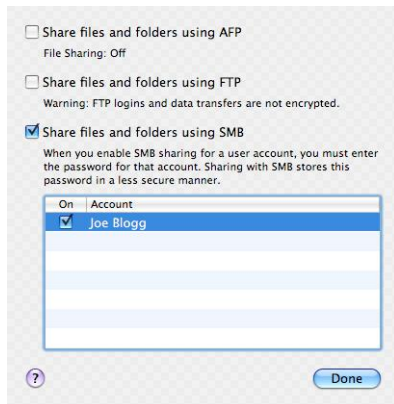 Share files and folders using AFP
File Sharing: Off
Share files and folders using FTP
Warning: FTP logins and data transfers are not encrypted.
Share files and folders using SMB
When you enable SMB sharing for a user account, you must enter
the password for that account. Sharing with SMB stores this
password in a less secure manner.
On Account
Joe Blogg
? Done